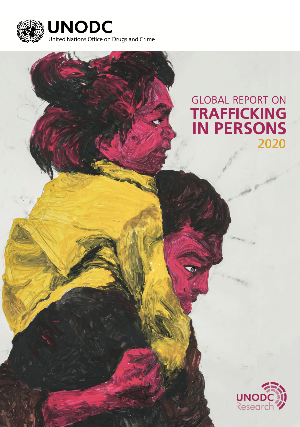 UNODC
United Nations Office on Drugs and Crime
GLOBAL REPORT ON
TRAFFICKING
IN PERSONS
2020
UNODC
Research